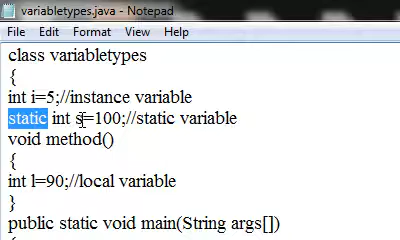 variabletypes.java - Notepad
File Edit Format View Help
class variabletypes
{
int i=5;//instance variable
static int s=100;//static variable
void method()
{
int l=90;//local variable
}
public static void main(String args[])
{